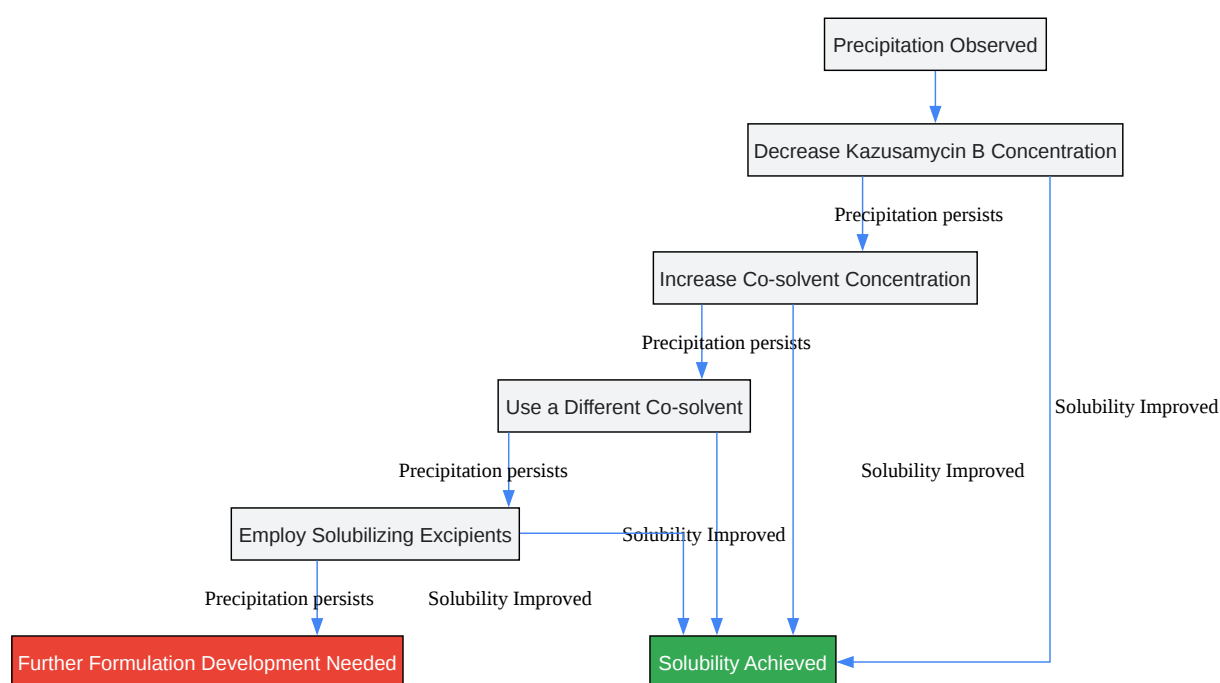 Precipitation Observed
Decrease Kazusamycin B Concentration
Precipitation persists
Increase Co-solvent Concentration
Precipitation persists
Use a Different Co-solvent
Solubility Improved
Precipitation persists
Solubility Improved
Employ Solubilizing Excipients
Solubility Improved
Precipitation persists
Solubility Improved
Further Formulation Development Needed
Solubility Achieved